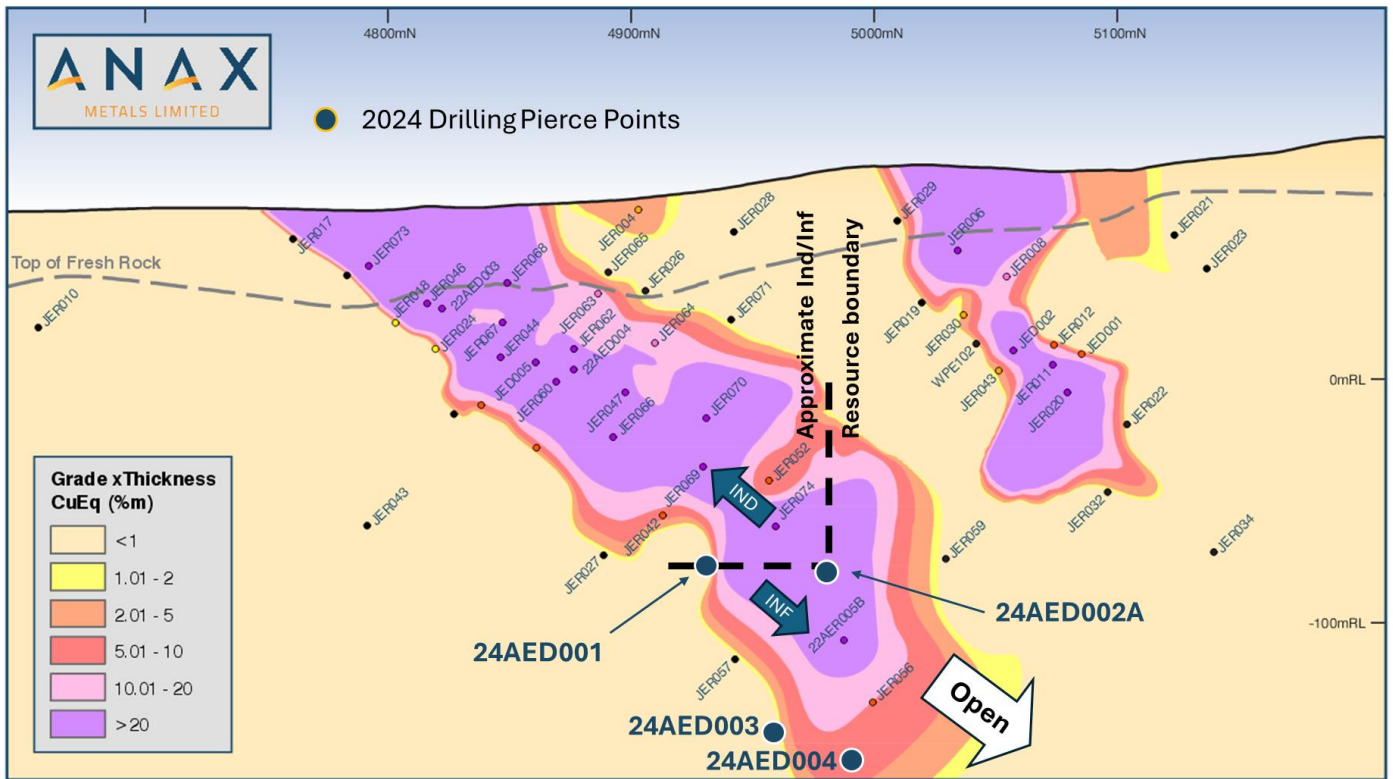 4800mN
4900mN
5000mN
5100mN
ANAX
METALS LIMITED
2024 Drilling Pierce Points
Top of Fresh Rock
JER010
JER017
JER073
JER018
JER046
22AED003
JER068
JER004
JER065
JER026
JER028
JER071
JER024
JER067
JER044
JER063
JER062
22AED004
JER064
JED005
JER060
JER047
JER066
JER070
JER069
JER052
JER074
JER042
JER027
JER043
JER057
22AER005B
JER056
JER059
JER029
JER006
JER008
JER021
JER023
JER019
JER030
WPE102
JER043
JED002
JER012
JED001
JER011
JER020
JER022
JER032
JER034
Approximate Ind/Inf
Resource boundary
0mRL
-100mRL
IND
INF
24AED001
24AED002A
24AED003
24AED004
Open
Grade xThickness
CuEq (%m)
<1
1.01 - 2
2.01 - 5
5.01 - 10
10.01 - 20
>20